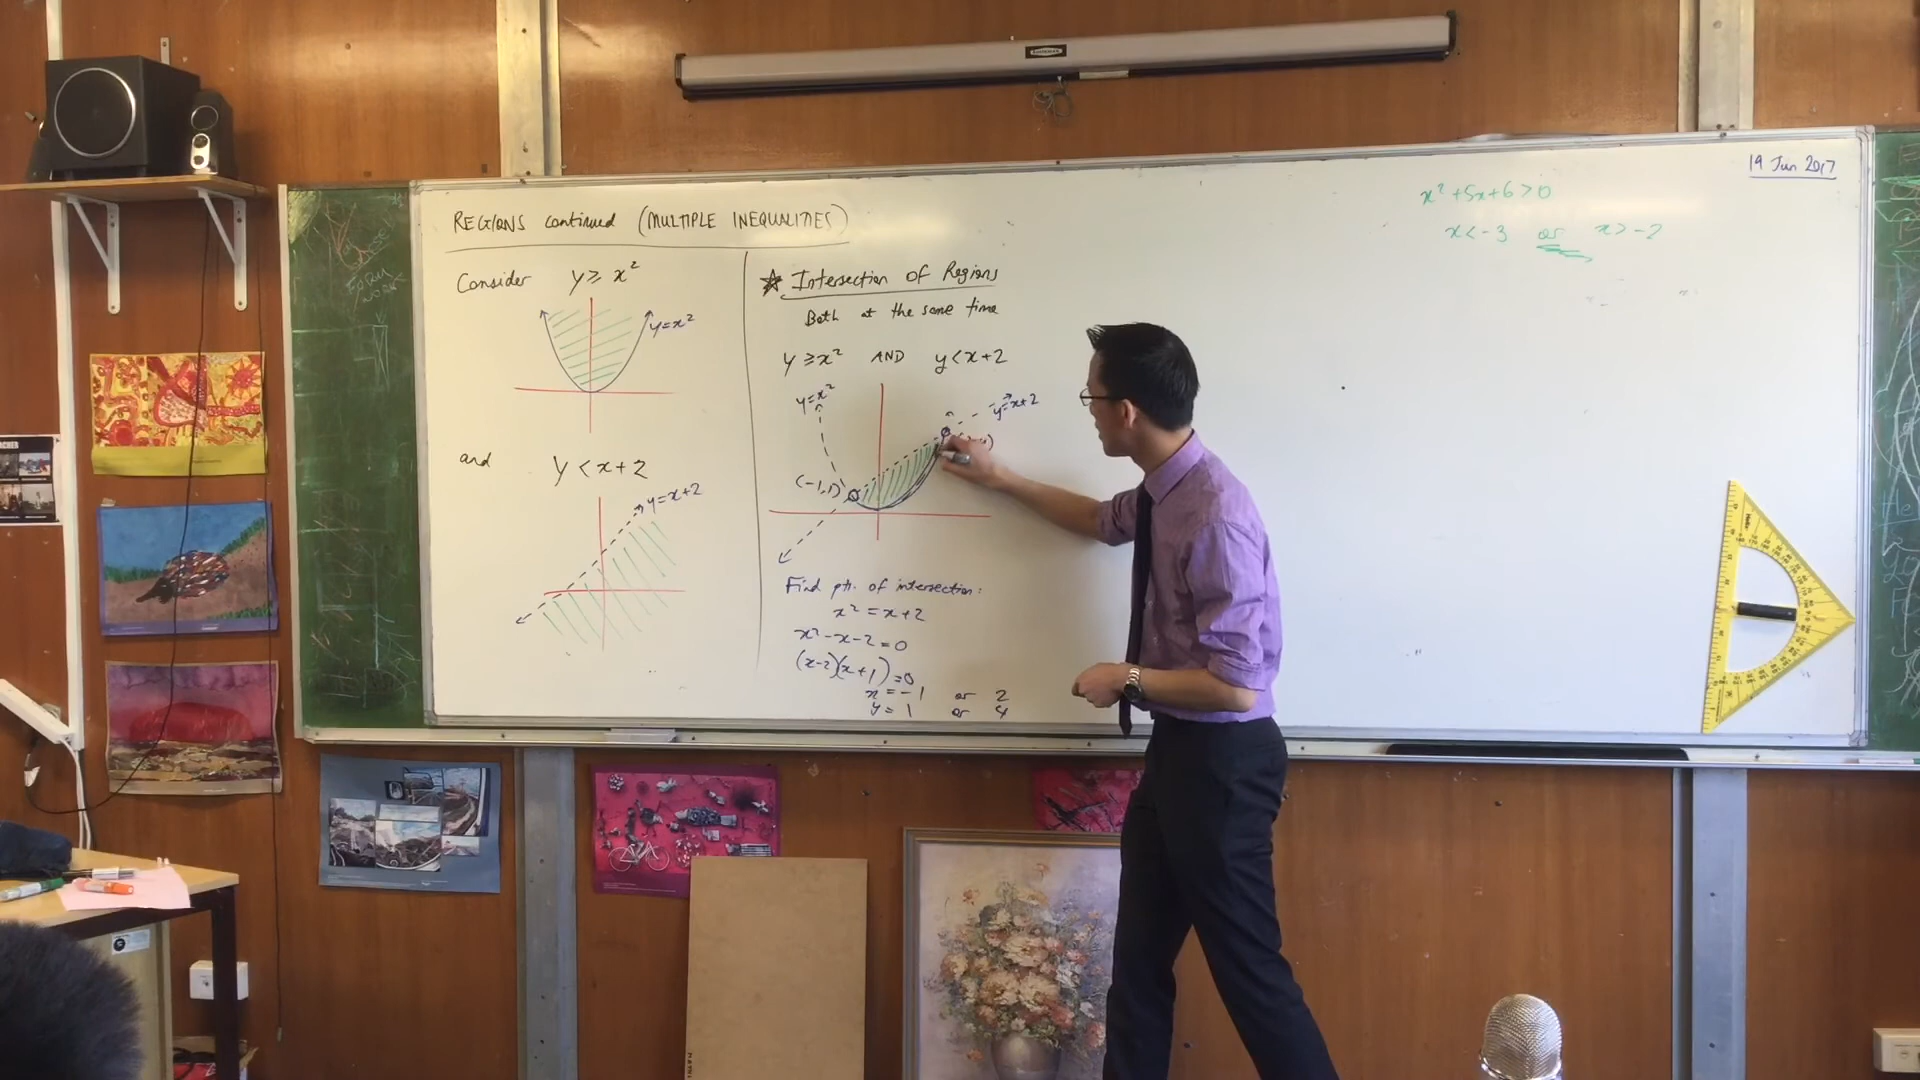 19 Jun 2017
x² + 5x + 6 > 0
x < -3 or x > -2
REGIONS continued (MULTIPLE INEQUALITIES)
Consider y ≥ x²
y = x²
and y < x + 2
y = x + 2
★ Intersection of Regions
Both at the same time
y ≥ x² AND y < x + 2
y = x²
y = x + 2
(-1,1)
Find pts. of intersection:
x² = x + 2
x² - x - 2 = 0
(x-2)(x+1) = 0
x = -1 or 2
y = 1 or 4